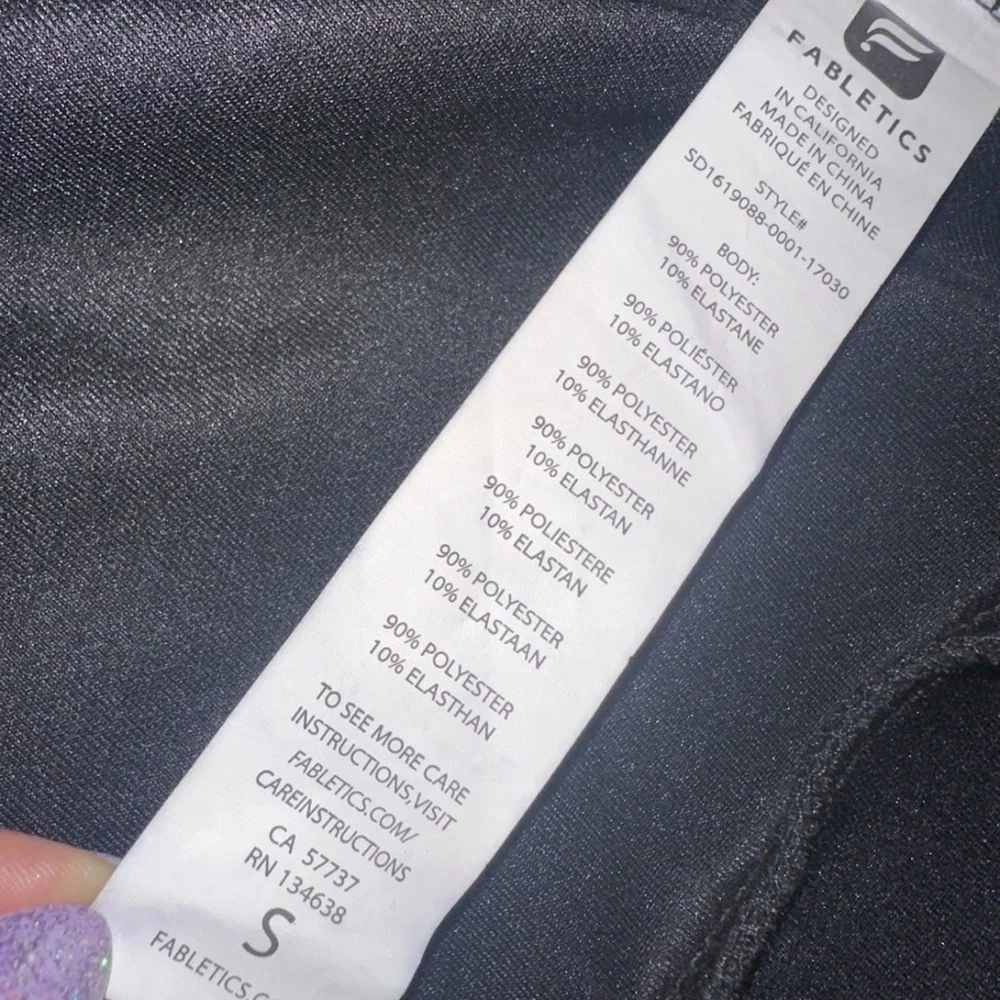 FABLETICS
DESIGNED
IN CALIFORNIA
MADE IN CHINA
FABRIQUÉ EN CHINE
STYLE#
SD1619088-0001-17030
BODY:
90% POLYESTER
10% ELASTANE
90% POLIÉSTER
10% ELASTANO
90% POLYESTER
10% ELASTHANNE
90% POLYESTER
10% ELASTAN
90% POLIESTERE
10% ELASTAN
90% POLYESTER
10% ELASTAAN
90% POLYESTER
10% ELASTHAN
TO SEE MORE CARE
INSTRUCTIONS,VISIT
FABLETICS.COM/
CAREINSTRUCTIONS
CA 57737
RN 134638
S
FABLETICS.C